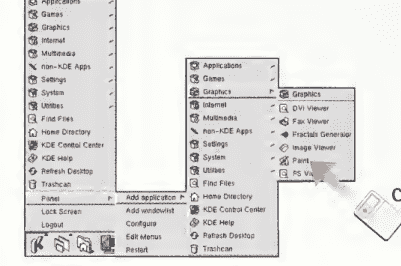 Applications
Games
Graphics
Internet
Multimedia
non-KDE Apps
Settings
System
Utilities
Find Files
Home Directory
KDE Control Center
KDE Help
Refresh Desktop
Trashcan
Panel
Lock Screen
Logout
Add application
Add windowlist
Configure
Edit Menus
Restart
Applications
Games
Graphics
Internet
Multimedia
non-KDE Apps
Settings
System
Utilities
Find Files
Home Directory
KDE Control Center
KDE Help
Refresh Desktop
Trashcan
Graphics
DVI Viewer
Fax Viewer
Fractals Generator
Image Viewer
Paint
PS